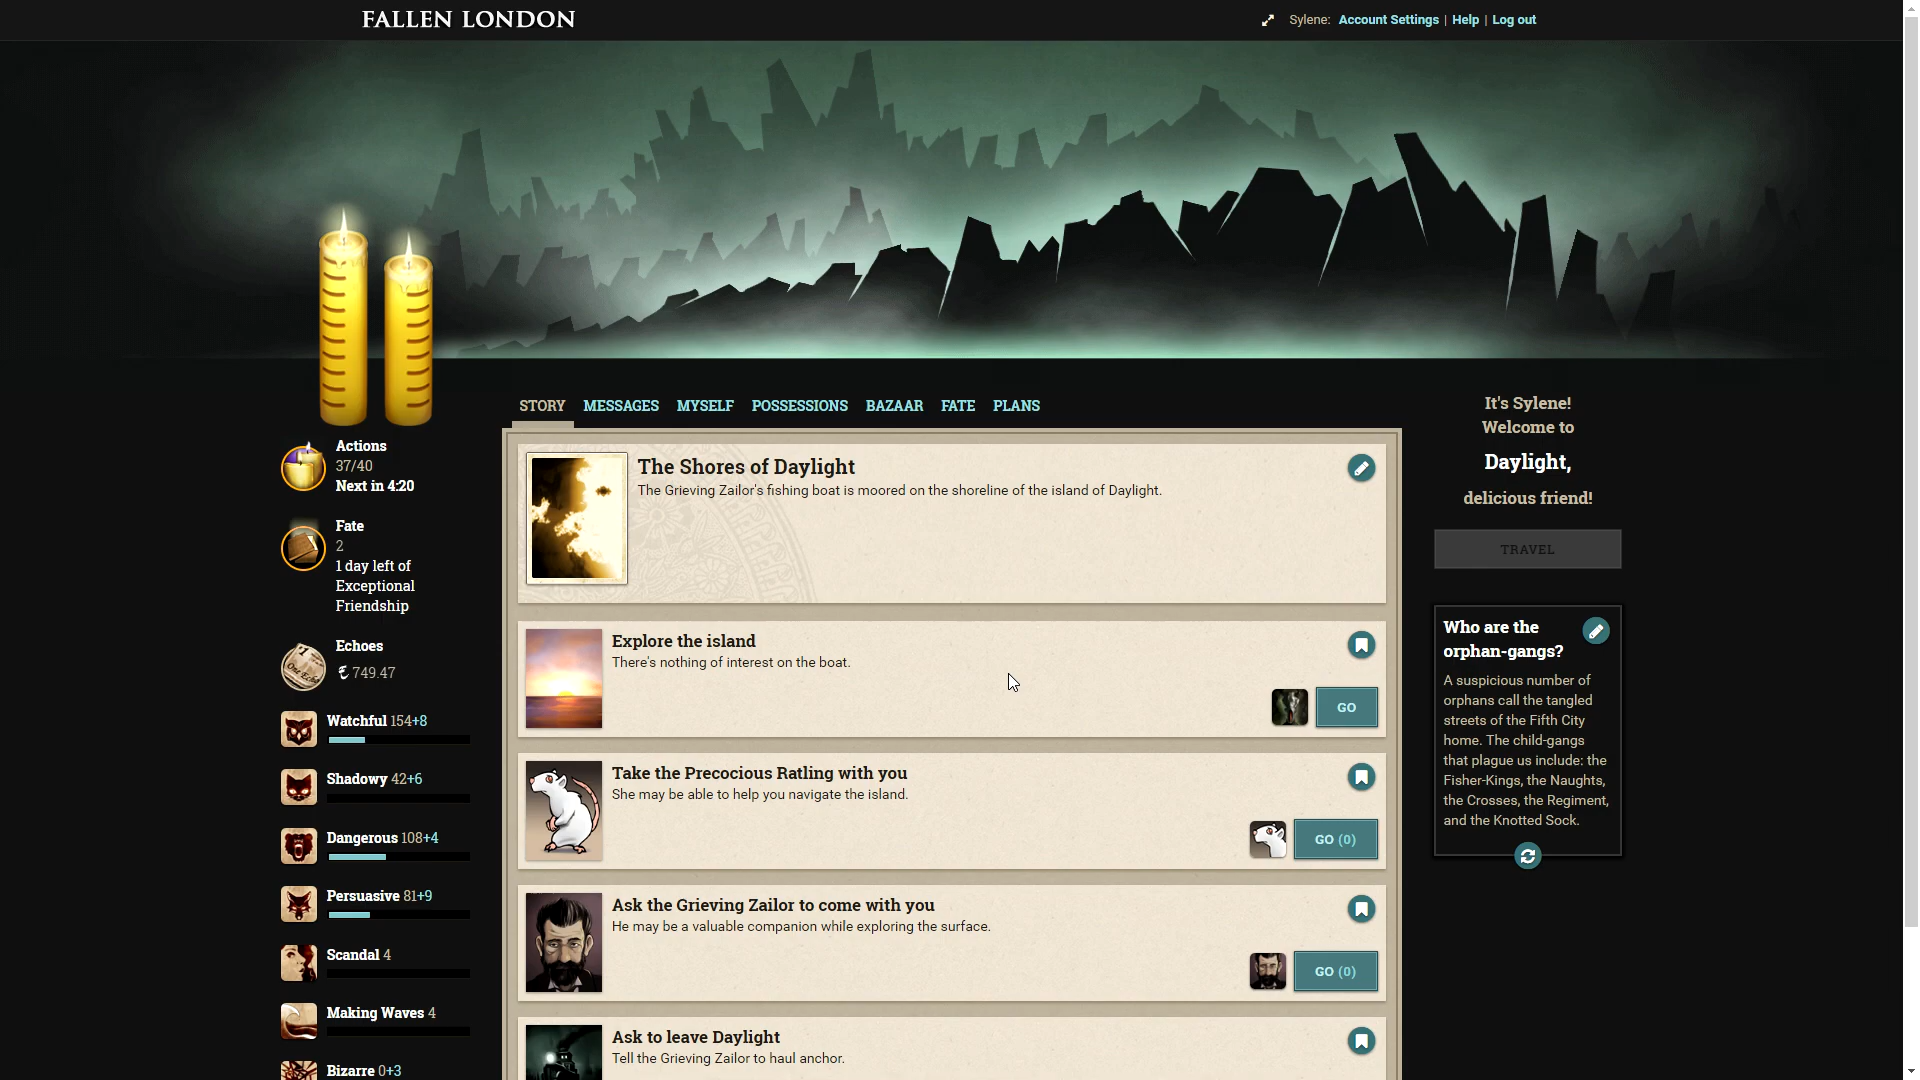 FALLEN LONDON
Sylene: Account Settings | Help | Log out
STORY MESSAGES MYSELF POSSESSIONS BAZAAR FATE PLANS
Actions
37/40
Next in 4:20
Fate
2
1 day left of
Exceptional
Friendship
Echoes
749.47
Watchful 154+8
Shadowy 42+6
Dangerous 108+4
Persuasive 81+9
Scandal 4
Making Waves 4
Bizarre 0+3
The Shores of Daylight
The Grieving Zailor's fishing boat is moored on the shoreline of the island of Daylight.
Explore the island
There's nothing of interest on the boat.
GO
Take the Precocious Ratling with you
She may be able to help you navigate the island.
GO (0)
Ask the Grieving Zailor to come with you
He may be a valuable companion while exploring the surface.
GO (0)
Ask to leave Daylight
Tell the Grieving Zailor to haul anchor.
It's Sylene!
Welcome to
Daylight,
delicious friend!
TRAVEL
Who are the
orphan-gangs?
A suspicious number of
orphans call the tangled
streets of the Fifth City
home. The child-gangs
that plague us include: the
Fisher-Kings, the Naughts,
the Crosses, the Regiment,
and the Knotted Sock.